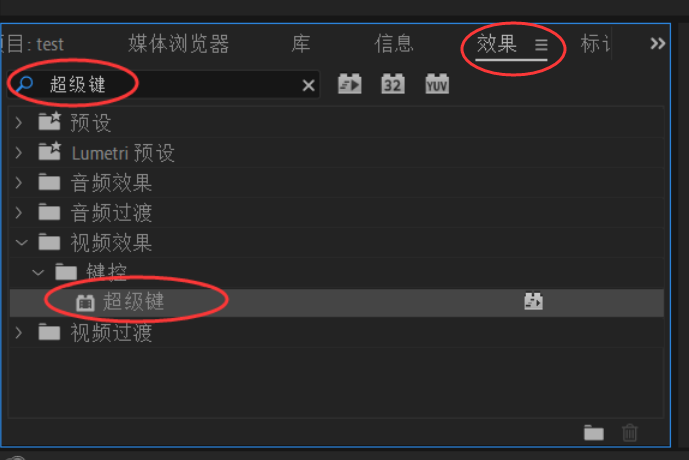 项目: test 媒体浏览器 库 信息 效果 标记
超级键 32 YUV
预设
Lumetri 预设
音频效果
音频过渡
视频效果
键控
超级键
视频过渡